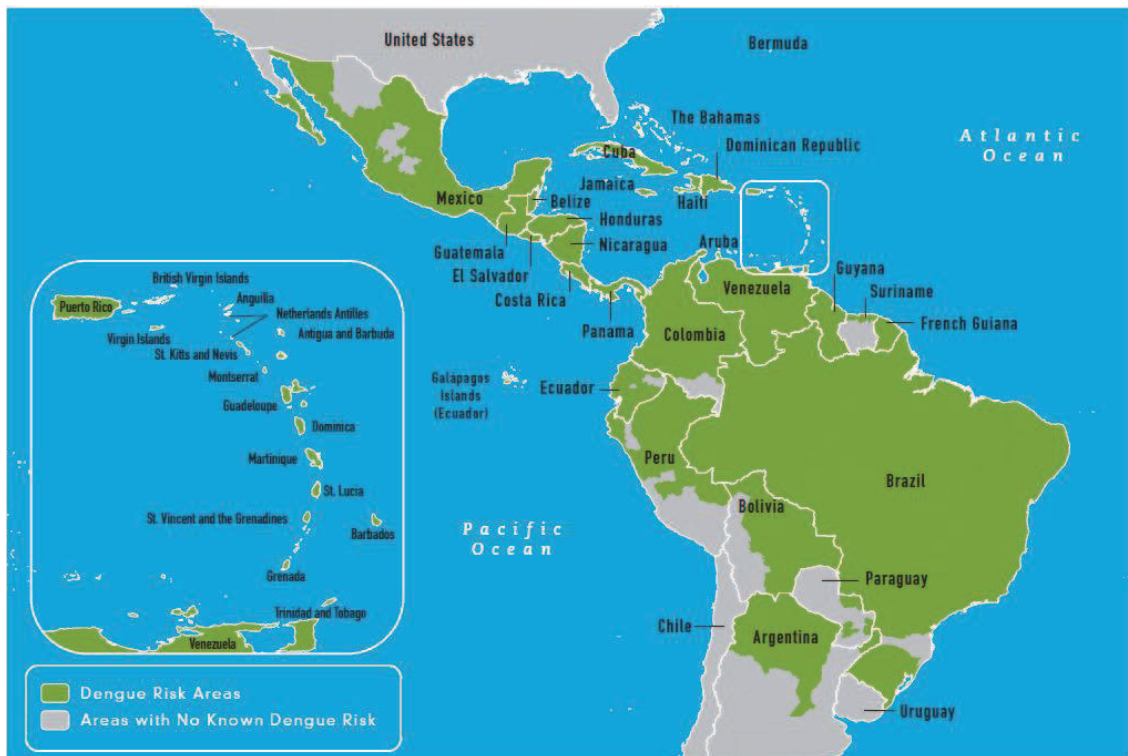 United States
Bermuda
The Bahamas
Dominican Republic
Atlantic
Ocean
Cuba
Jamaica
Haiti
Mexico
Belize
Honduras
Nicaragua
Guatemala
El Salvador
Costa Rica
Panama
Aruba
Guyana
Suriname
French Guiana
Venezuela
Colombia
Galápagos
Islands
(Ecuador)
Ecuador
Peru
Brazil
Bolivia
Pacific
Ocean
Paraguay
Chile
Argentina
Uruguay
British Virgin Islands
Puerto Rico
Anguilla
Netherlands Antilles
Virgin Islands
Antigua and Barbuda
St. Kitts and Nevis
Montserrat
Guadeloupe
Dominica
Martinique
St. Lucia
St. Vincent and the Grenadines
Barbados
Grenada
Trinidad and Tobago
Venezuela
Dengue Risk Areas
Areas with No Known Dengue Risk